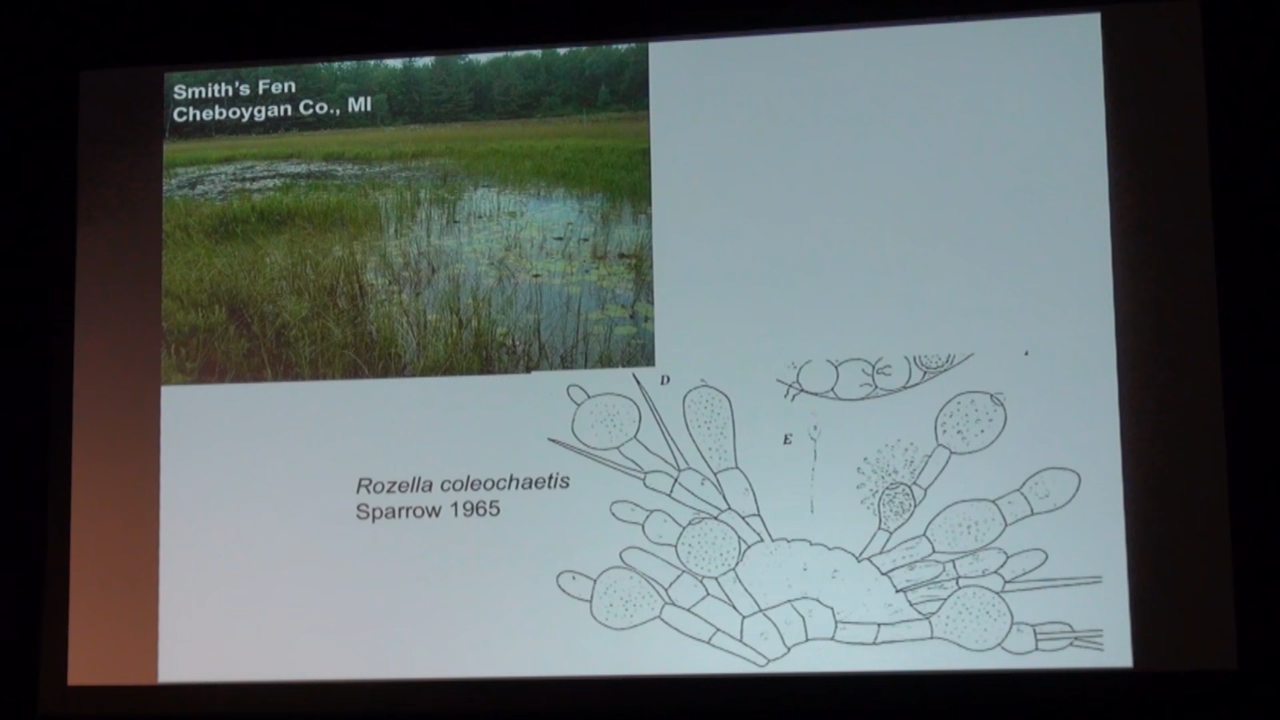 Smith's Fen
Cheboygan Co., MI
D
E
Rozella coleochaetis
Sparrow 1965